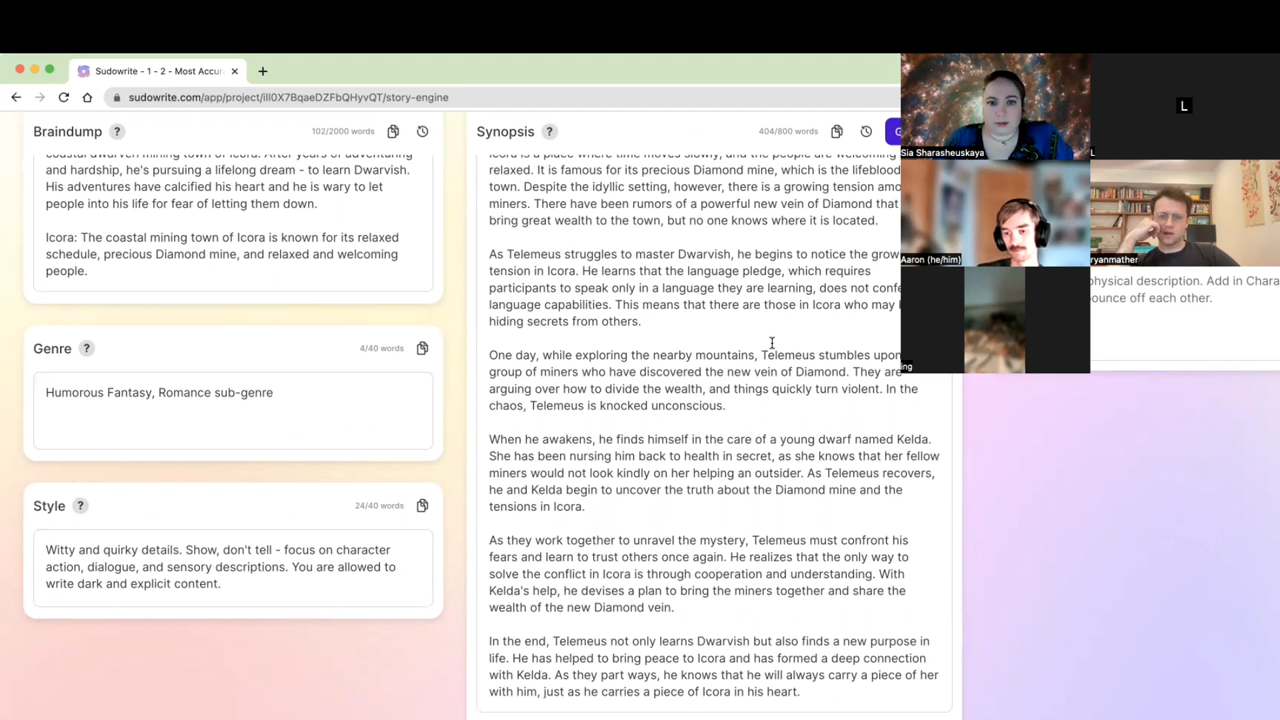 Sudowrite - 1 - 2 - Most Accur
sudowrite.com/app/project/
/story-engine
Braindump ?
102/2000 words
coastal dwarven mining town of Icora. After years of adventuring
and hardship, he's pursuing a lifelong dream - to learn Dwarvish.
His adventures have calcified his heart and he is wary to let
people into his life for fear of letting them down.
Icora: The coastal mining town of Icora is known for its relaxed
schedule, precious Diamond mine, and relaxed and welcoming
people.
Genre ?
4/40 words
Humorous Fantasy, Romance sub-genre
Style ?
24/40 words
Witty and quirky details. Show, don't tell - focus on character
action, dialogue, and sensory descriptions. You are allowed to
write dark and explicit content.
Synopsis ?
404/800 words
Icora is a place where time moves slowly, and the people are welcoming
relaxed. It is famous for its precious Diamond mine, which is the lifeblood
town. Despite the idyllic setting, however, there is a growing tension amo
miners. There have been rumors of a powerful new vein of Diamond that
bring great wealth to the town, but no one knows where it is located.
As Telemeus struggles to master Dwarvish, he begins to notice the grow
tension in Icora. He learns that the language pledge, which requires
participants to speak only in a language they are learning, does not confe
language capabilities. This means that there are those in Icora who may
hiding secrets from others.
One day, while exploring the nearby mountains, Telemeus stumbles upon
group of miners who have discovered the new vein of Diamond. They are
arguing over how to divide the wealth, and things quickly turn violent. In the
chaos, Telemeus is knocked unconscious.
When he awakens, he finds himself in the care of a young dwarf named Kelda.
She has been nursing him back to health in secret, as she knows that her fellow
miners would not look kindly on her helping an outsider. As Telemeus recovers,
he and Kelda begin to uncover the truth about the Diamond mine and the
tensions in Icora.
As they work together to unravel the mystery, Telemeus must confront his
fears and learn to trust others once again. He realizes that the only way to
solve the conflict in Icora is through cooperation and understanding. With
Kelda's help, he devises a plan to bring the miners together and share the
wealth of the new Diamond vein.
In the end, Telemeus not only learns Dwarvish but also finds a new purpose in
life. He has helped to bring peace to Icora and has formed a deep connection
with Kelda. As they part ways, he knows that he will always carry a piece of her
with him, just as he carries a piece of Icora in his heart.
Sia Sharasheuskaya
L
L
Aaron (he/him)
ryanmather
ing
physical description. Add in Chara
ounce off each other.